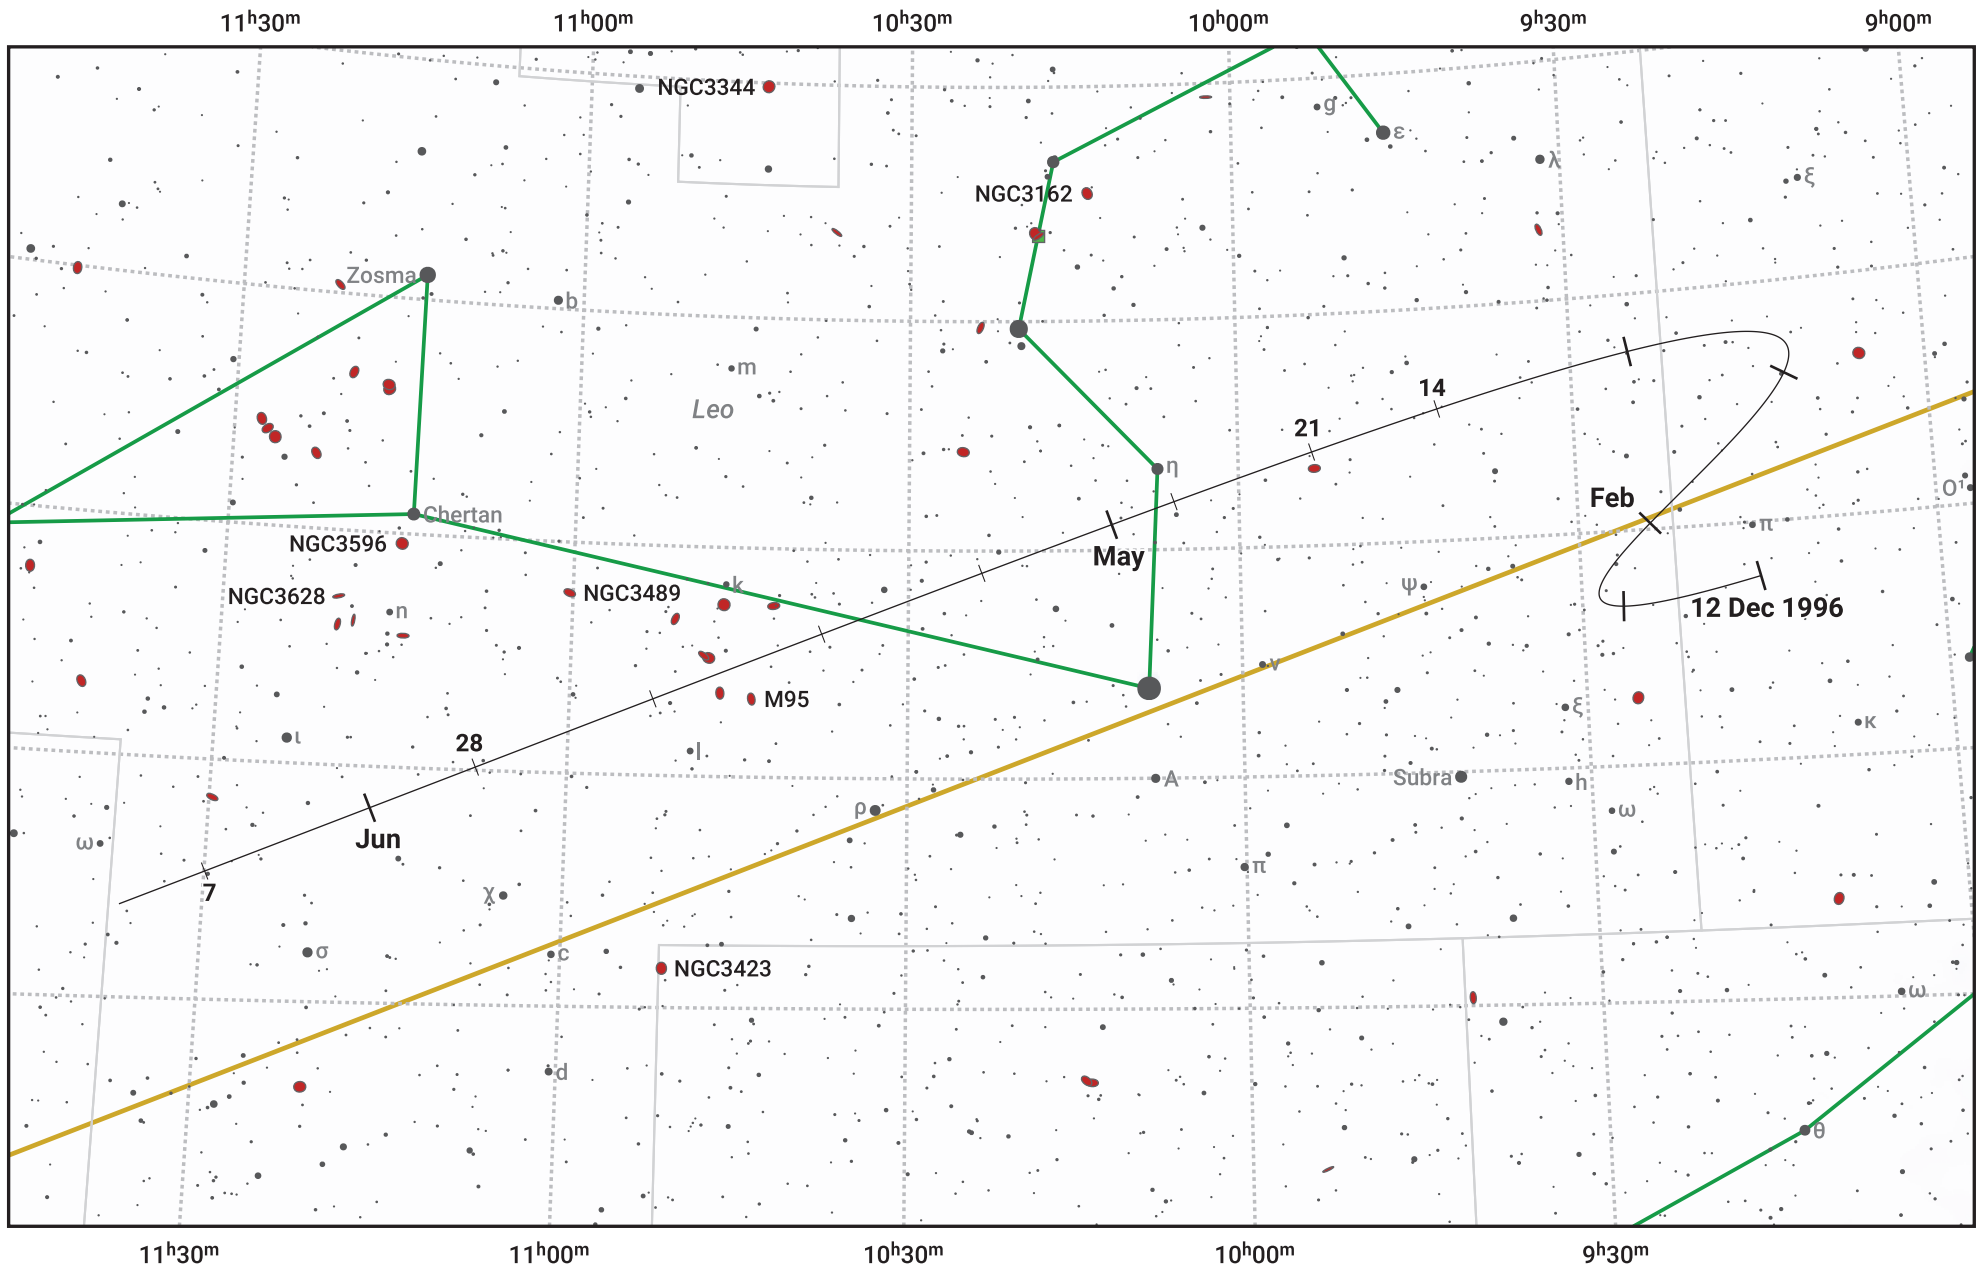 11ʰ30ᵐ 11ʰ00ᵐ 10ʰ30ᵐ 10ʰ00ᵐ 9ʰ30ᵐ 9ʰ00ᵐ
NGC3344
g
ε
λ
ξ
NGC3162
Zosma
b
m
Leo
14
21
η
Feb
O¹
π
Chertan
NGC3596
May
k
NGC3489
NGC3628
n
ψ
12 Dec 1996
ν
M95
ξ
κ
ι
28
l
A
Subra
h
ρ
ω
Jun
ω
π
7
χ
σ
c
NGC3423
ω
d
θ
11ʰ30ᵐ 11ʰ00ᵐ 10ʰ30ᵐ 10ʰ00ᵐ 9ʰ30ᵐ